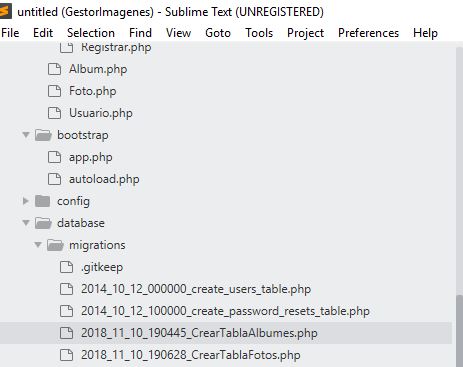 untitled (GestorImagenes) - Sublime Text (UNREGISTERED)
File Edit Selection Find View Goto Tools Project Preferences Help
Registrar.php
Album.php
Foto.php
Usuario.php
bootstrap
app.php
autoload.php
config
database
migrations
.gitkeep
2014_10_12_000000_create_users_table.php
2014_10_12_100000_create_password_resets_table.php
2018_11_10_190445_CrearTablaAlbumes.php
2018_11_10_190628_CrearTablaFotos.php